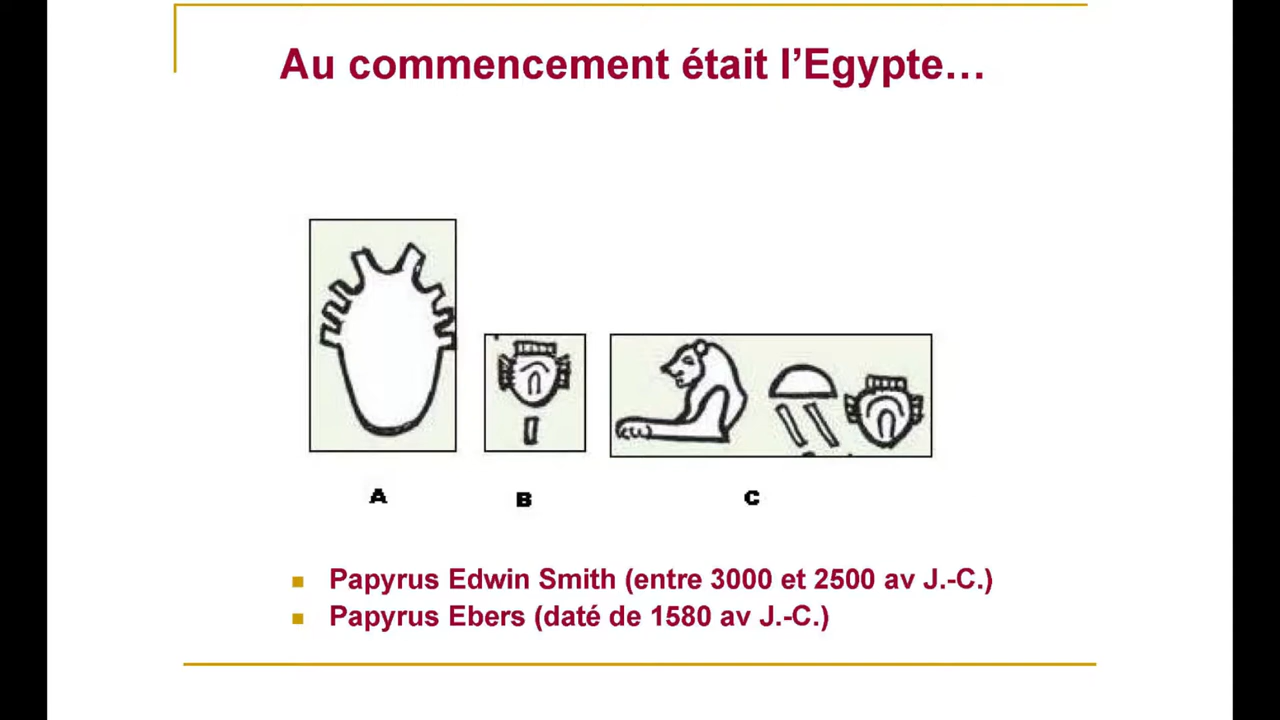 Au commencement était l’Egypte…
A
B
C
Papyrus Edwin Smith (entre 3000 et 2500 av J.-C.)
Papyrus Ebers (daté de 1580 av J.-C.)